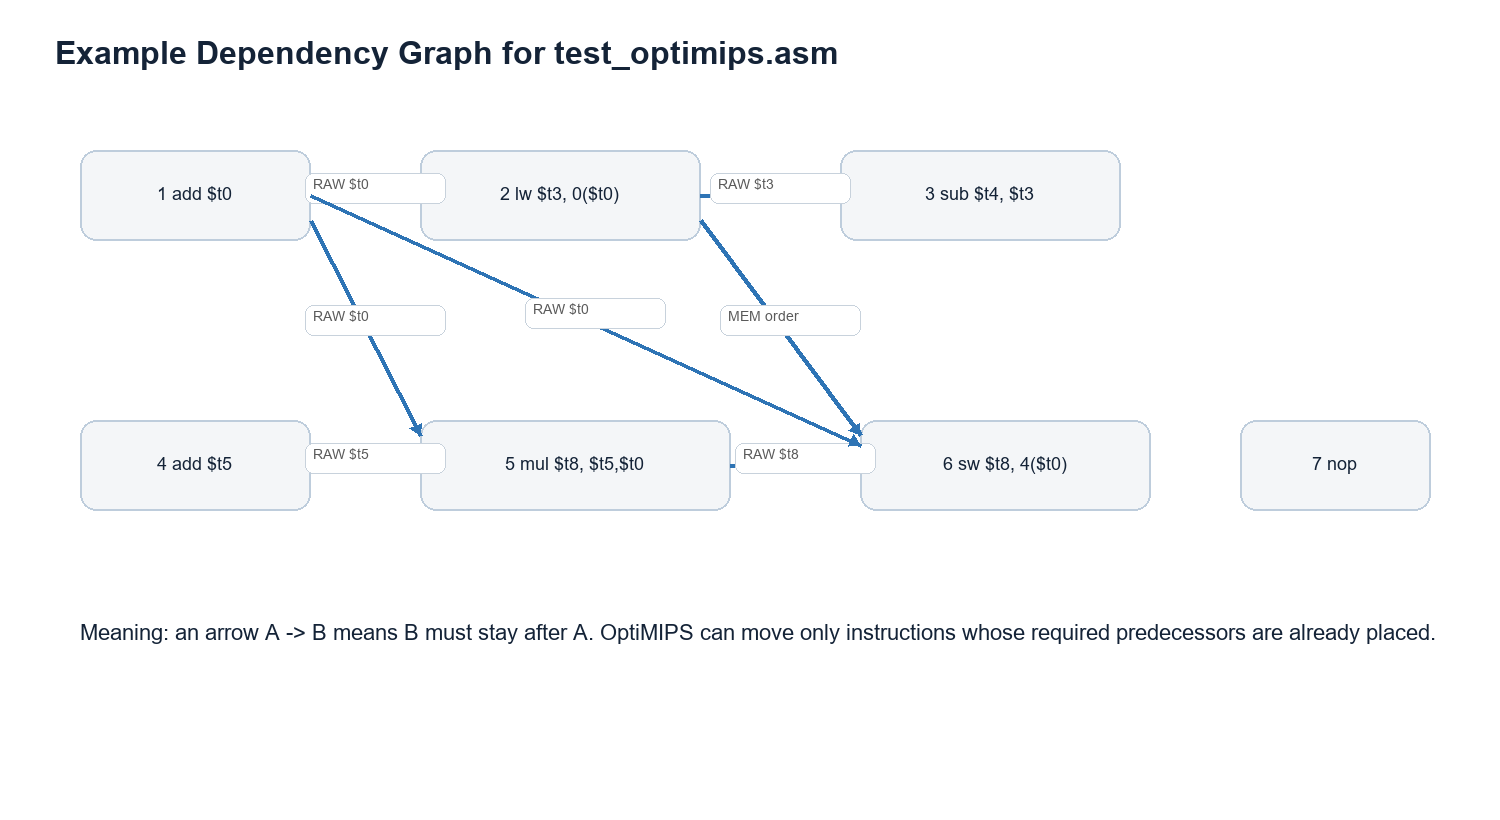 Example Dependency Graph for test_optimips.asm
1 add $t0
RAW $t0
2 lw $t3, 0($t0)
RAW $t3
3 sub $t4, $t3
RAW $t0
RAW $t0
MEM order
4 add $t5
RAW $t5
5 mul $t8, $t5,$t0
RAW $t8
6 sw $t8, 4($t0)
7 nop
Meaning: an arrow A -> B means B must stay after A. OptiMIPS can move only instructions whose required predecessors are already placed.